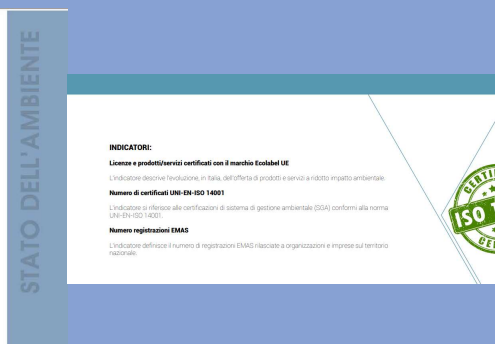 STATO DELL'AMBIENTE
INDICATORI:
Licenze e prodotti/servizi certificati con il marchio Ecolabel UE
L'indicatore descrive l'evoluzione, in Italia, dell'offerta di prodotti e servizi a ridotto impatto ambientale.
Numero di certificati UNI-EN-ISO 14001
L'indicatore si riferisce alle certificazioni di sistema di gestione ambientale (SGA) conformi alla norma
UNI-EN-ISO 14001.
Numero registrazioni EMAS
L'indicatore definisce il numero di registrazioni EMAS rilasciate a organizzazioni e imprese sul territorio
nazionale.
ISO